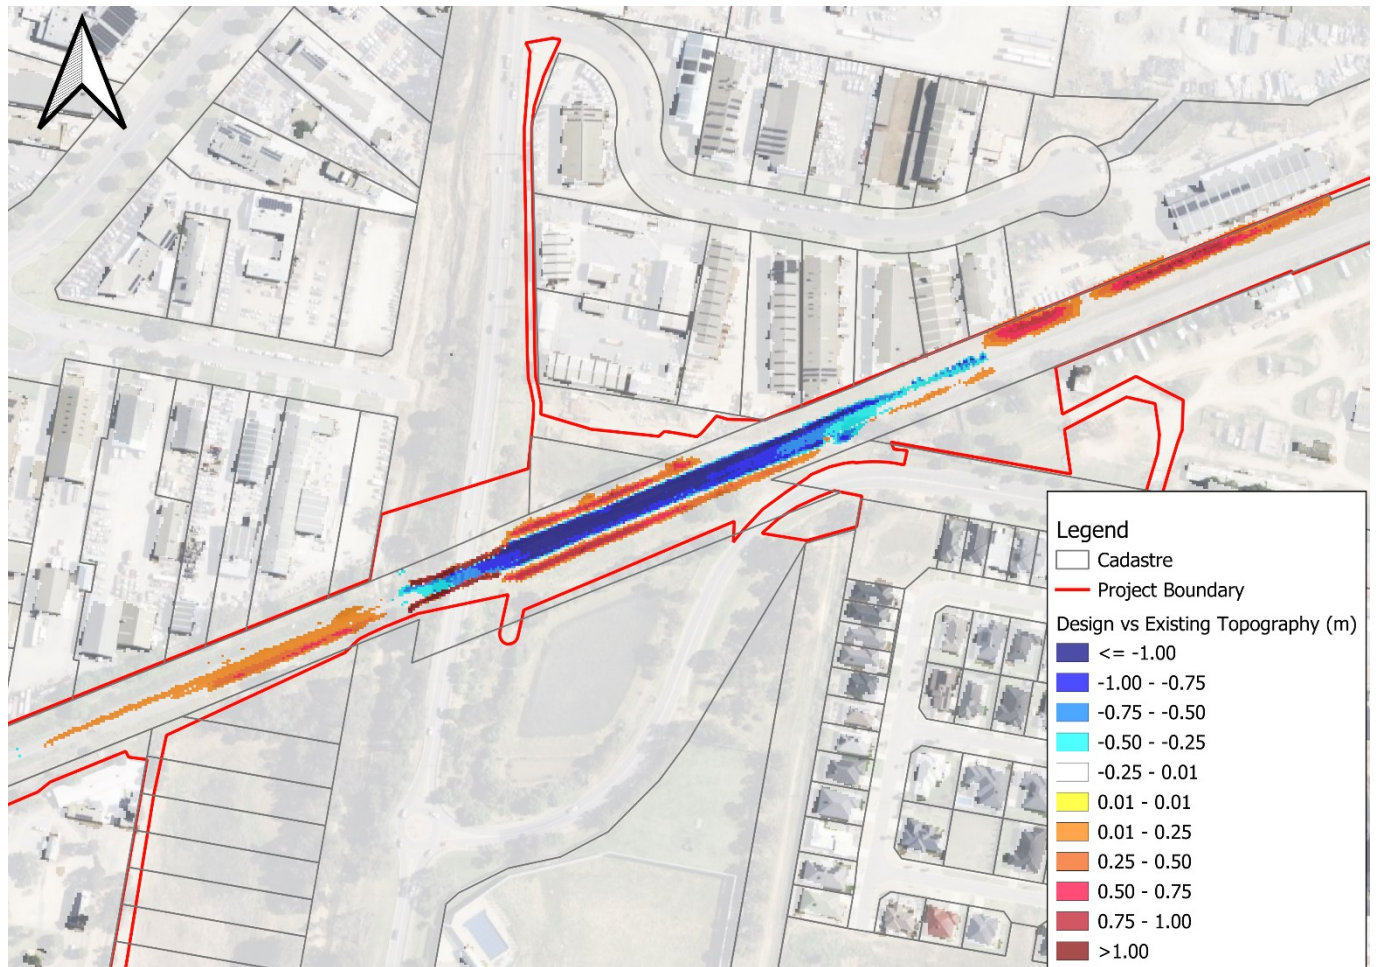 Legend
Cadastre
Project Boundary
Design vs Existing Topography (m)
<= -1.00
-1.00 - -0.75
-0.75 - -0.50
-0.50 - -0.25
-0.25 - 0.01
0.01 - 0.01
0.01 - 0.25
0.25 - 0.50
0.50 - 0.75
0.75 - 1.00
>1.00